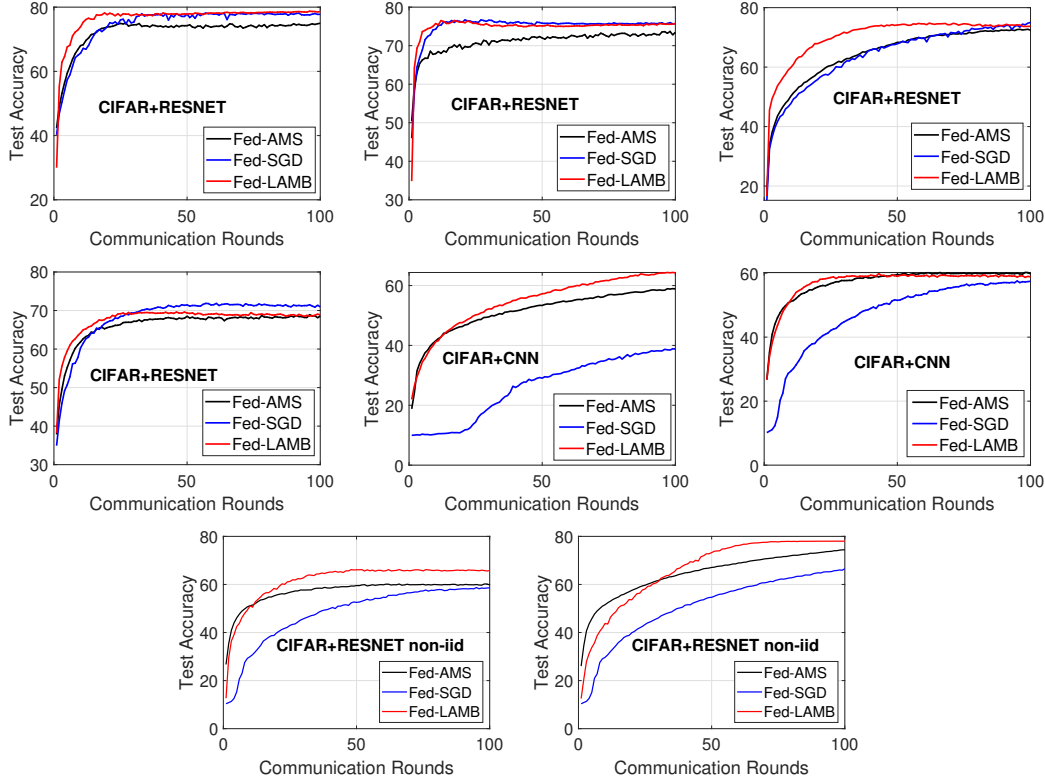 80
60
40
20
0
50
100
Test Accuracy
Communication Rounds
CIFAR+RESNET
Fed-AMS
Fed-SGD
Fed-LAMB
80
70
60
50
40
30
0
50
100
Test Accuracy
Communication Rounds
CIFAR+RESNET
Fed-AMS
Fed-SGD
Fed-LAMB
80
60
40
20
0
50
100
Test Accuracy
Communication Rounds
CIFAR+RESNET
Fed-AMS
Fed-SGD
Fed-LAMB
80
70
60
50
40
30
0
50
100
Test Accuracy
Communication Rounds
CIFAR+RESNET
Fed-AMS
Fed-SGD
Fed-LAMB
60
40
20
0
0
50
100
Test Accuracy
Communication Rounds
CIFAR+CNN
Fed-AMS
Fed-SGD
Fed-LAMB
60
40
20
0
0
50
100
Test Accuracy
Communication Rounds
CIFAR+CNN
Fed-AMS
Fed-SGD
Fed-LAMB
80
60
40
20
0
0
50
100
Test Accuracy
Communication Rounds
CIFAR+RESNET non-iid
Fed-AMS
Fed-SGD
Fed-LAMB
80
60
40
20
0
0
50
100
Test Accuracy
Communication Rounds
CIFAR+RESNET non-iid
Fed-AMS
Fed-SGD
Fed-LAMB